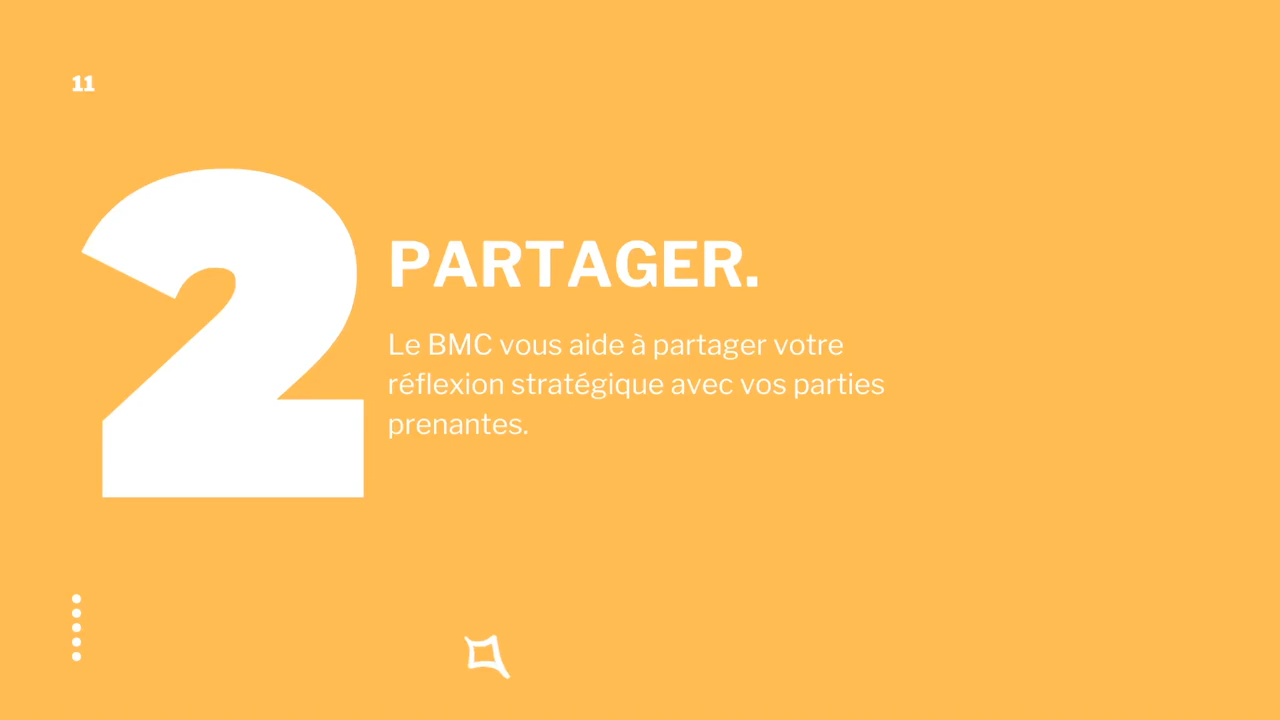 11
2
PARTAGER.
Le BMC vous aide à partager votre
réflexion stratégique avec vos parties
prenantes.